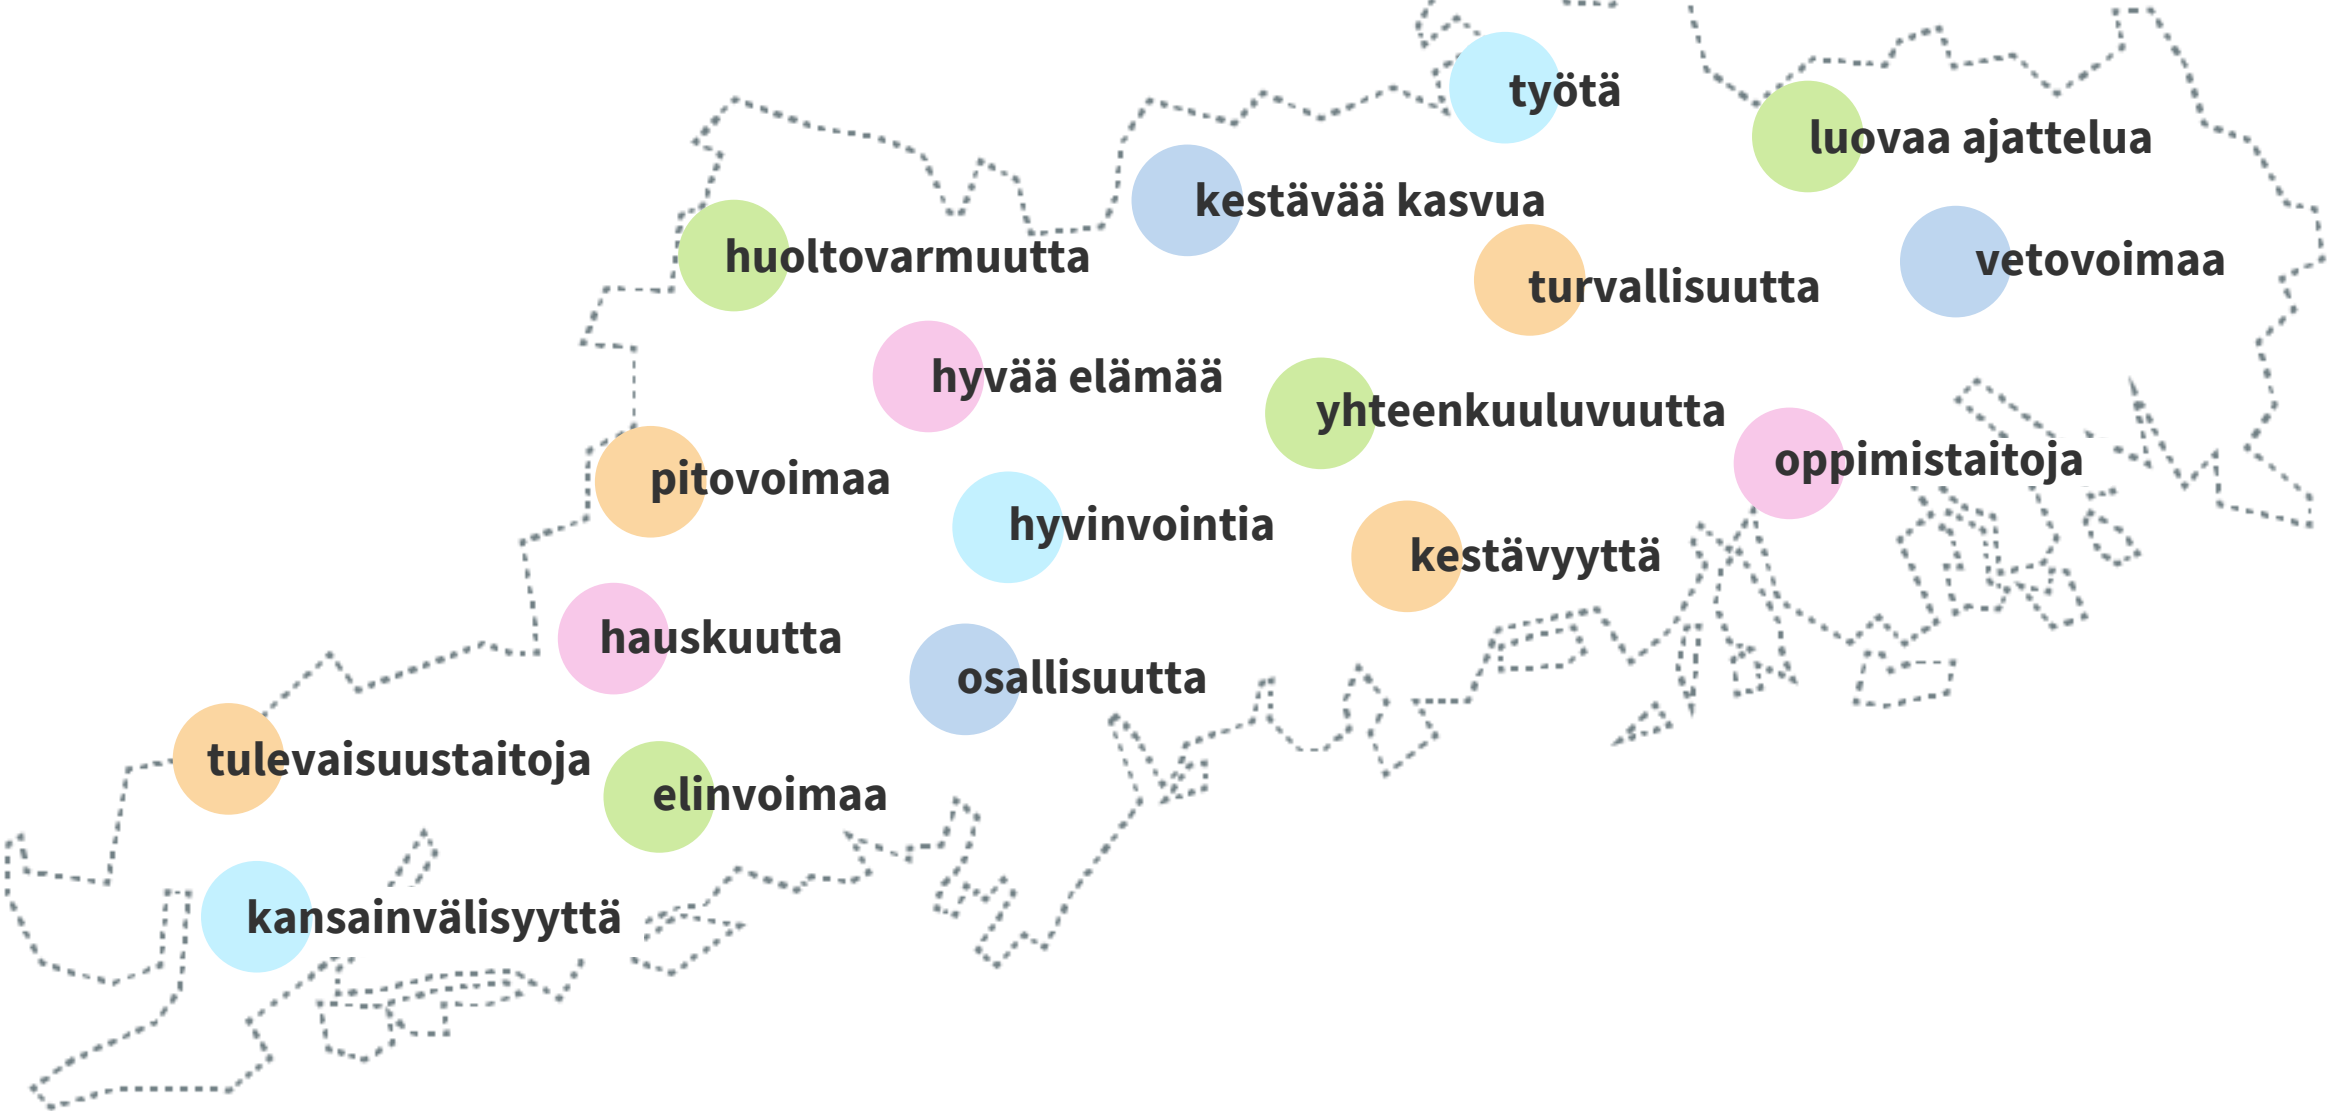 työtä
luovaa ajattelua
kestävää kasvua
huoltovarmuutta
vetovoimaa
turvallisuutta
hyvää elämää
yhteenkuuluvuutta
oppimistaitoja
pitovoimaa
hyvinvointia
kestävyyttä
hauskuutta
osallisuutta
tulevaisuustaitoja
elinvoimaa
kansainvälisyyttä